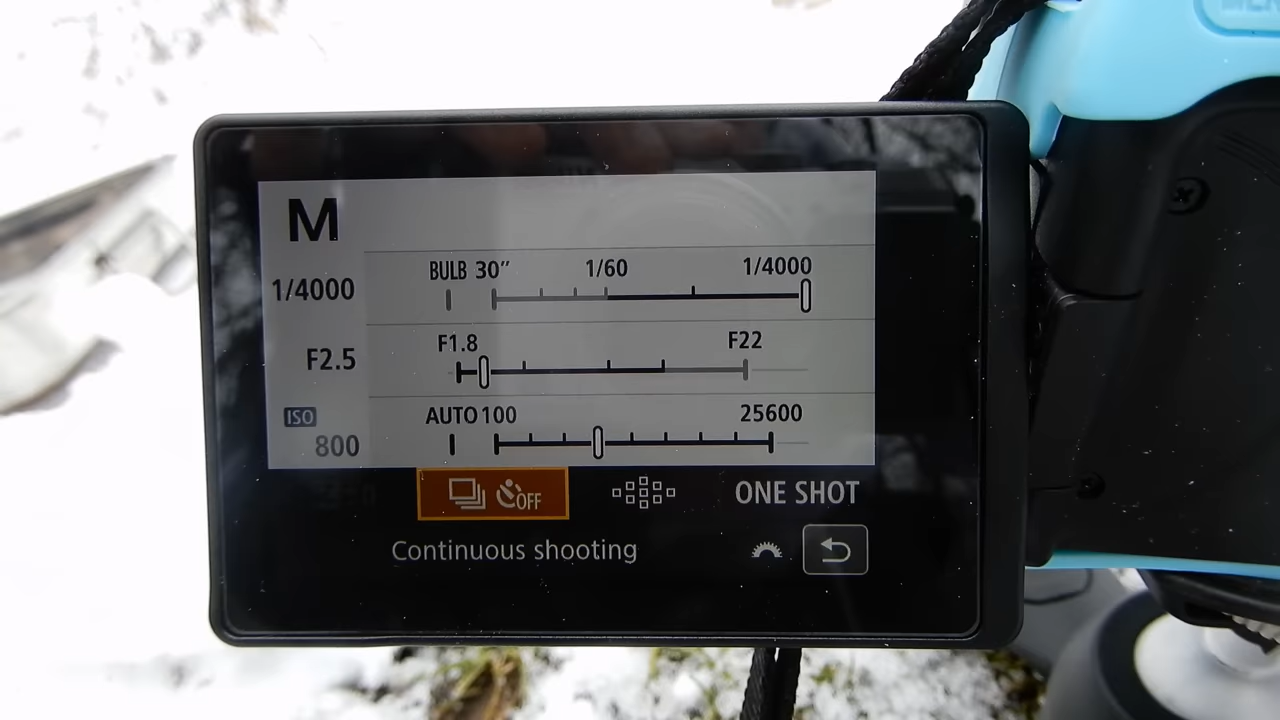 M
1/4000
BULB 30” 1/60 1/4000
F2.5
F1.8 F22
ISO
800
AUTO 100 25600
OFF
ONE SHOT
Continuous shooting